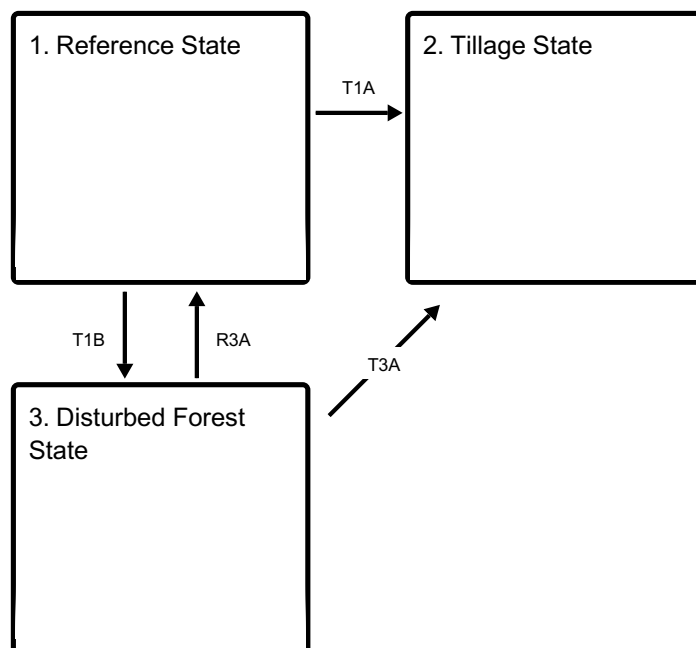 1. Reference State
2. Tillage State
T1A
T1B
R3A
T3A
3. Disturbed Forest
State